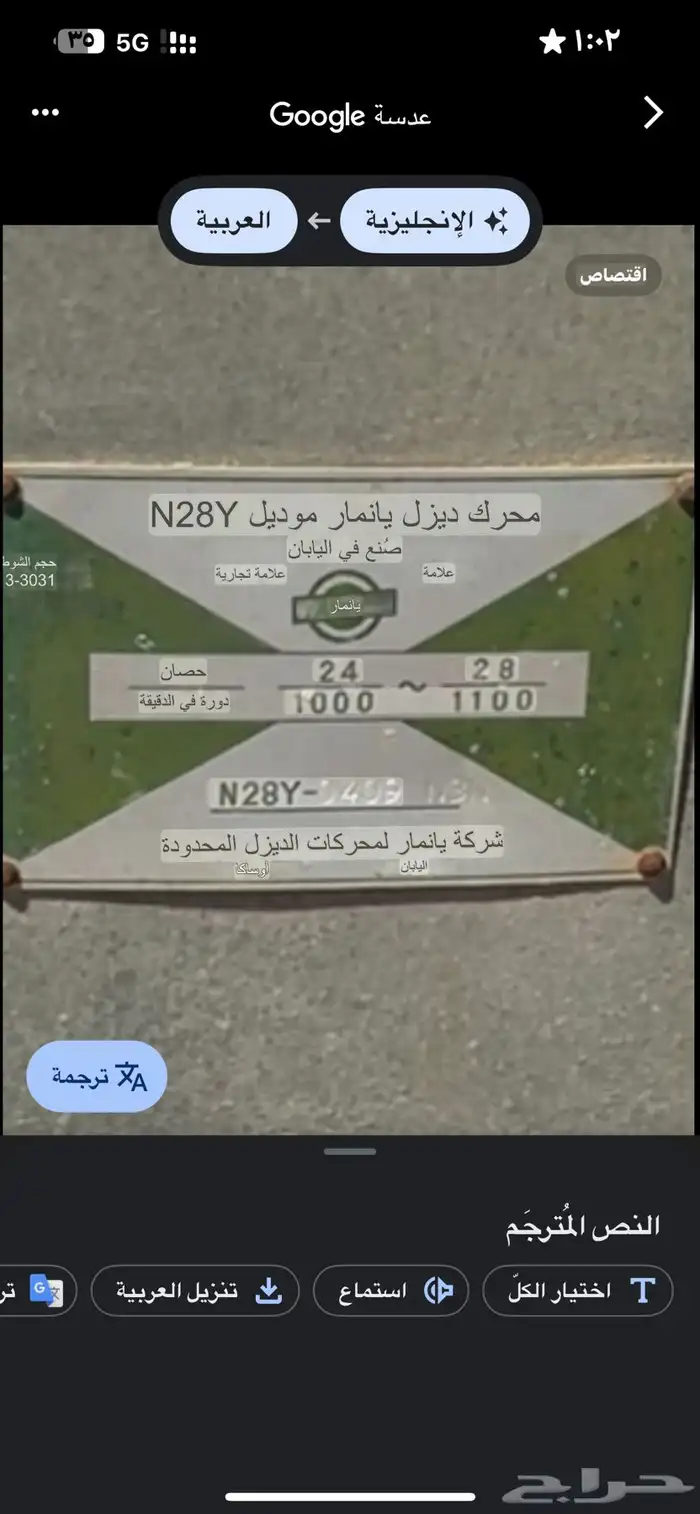 ١:٠٢
5G ٣٥
عدسة Google
الإنجليزية ← العربية
اقتصاص
محرك ديزل يانمار موديل N28Y
صُنع في اليابان
علامة
علامة تجارية
يانمار
حجم الشوط
3-3031
حصان 24 ~ 28
دورة في الدقيقة 1000 1100
N28Y-
شركة يانمار لمحركات الديزل المحدودة
اليابان
أوساكا
ترجمة
النص المُترجَم
اختيار الكلّ
استماع
تنزيل العربية
تر
حراج